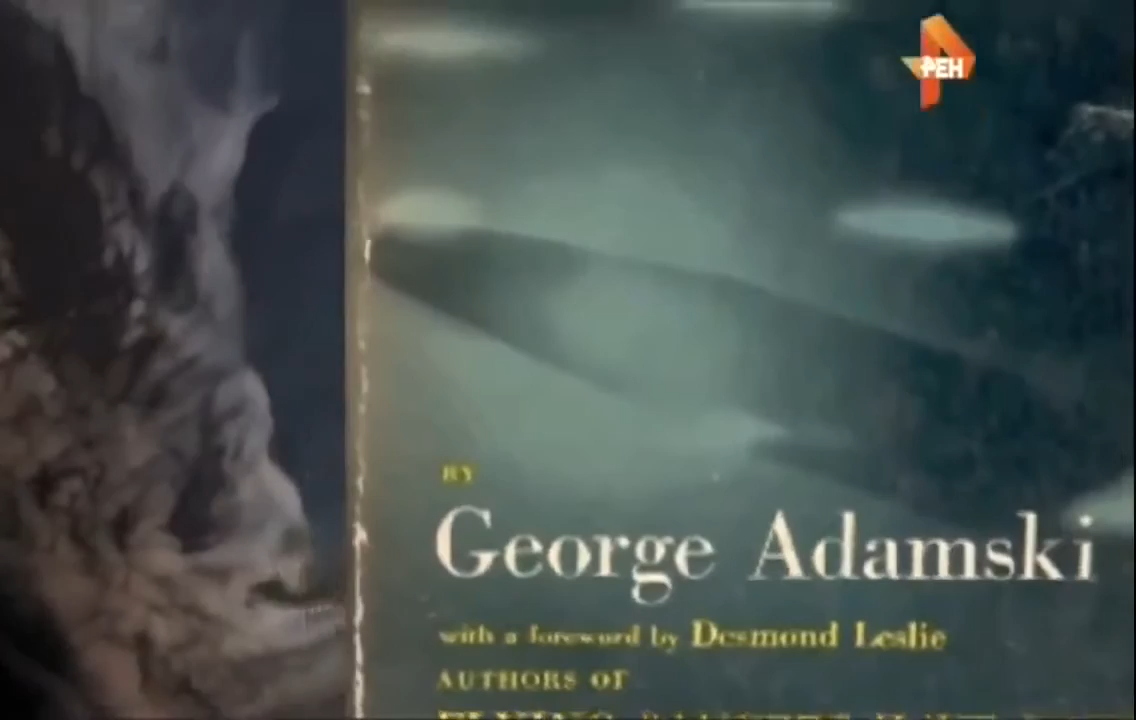 РЕН
BY
George Adamski
with a foreword by Desmond Leslie
AUTHORS OF